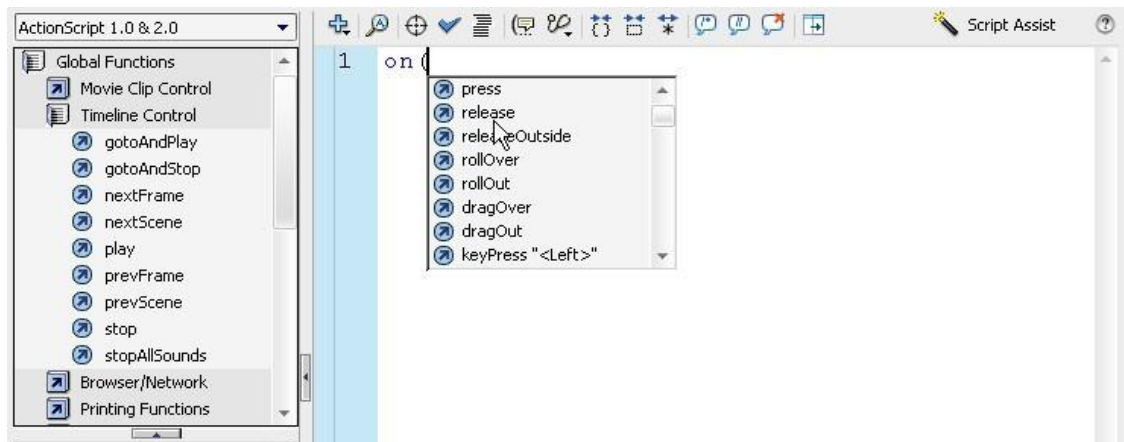 ActionScript 1.0 & 2.0
Script Assist
?
Global Functions
Movie Clip Control
Timeline Control
gotoAndPlay
gotoAndStop
nextFrame
nextScene
play
prevFrame
prevScene
stop
stopAllSounds
Browser/Network
Printing Functions
1 on(
press
release
releaseOutside
rollOver
rollOut
dragOver
dragOut
keyPress "<Left>"